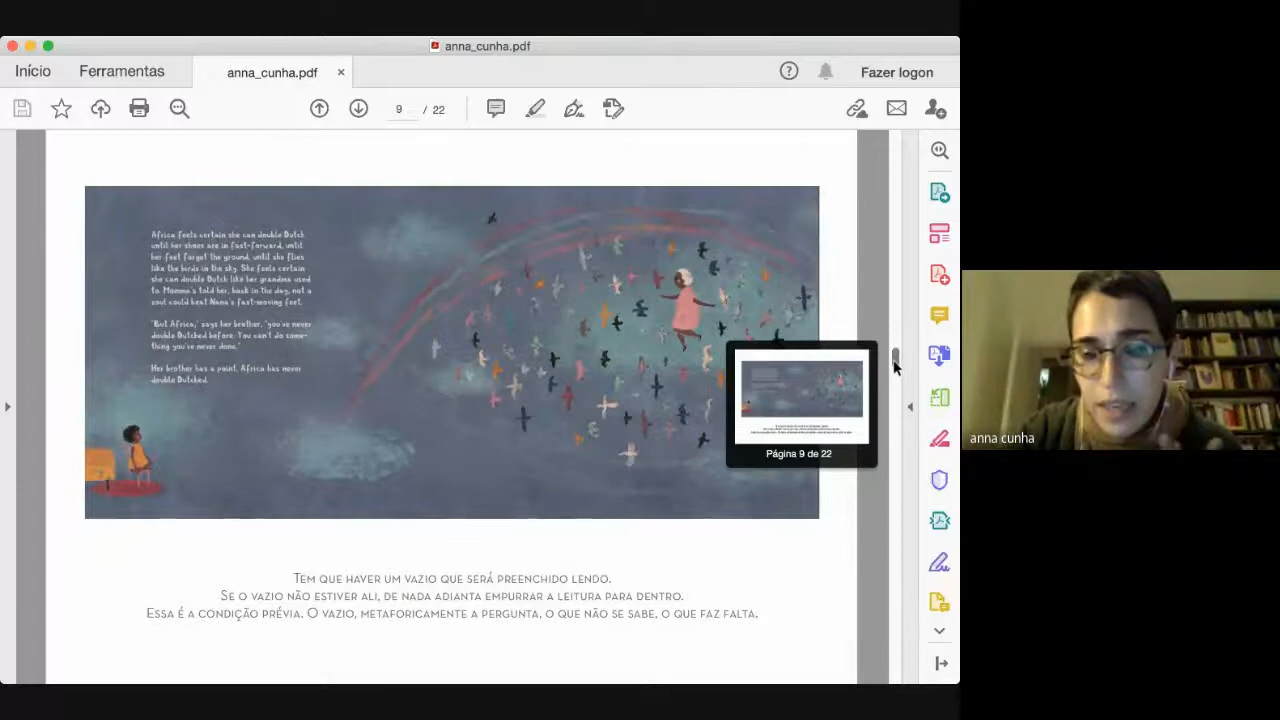 anna_cunha.pdf
Início
Ferramentas
anna_cunha.pdf
Fazer logon
9 / 22
Africa feels certain she can double Dutch
until her shoes are in fast-forward, until
her feet forget the ground, until she flies
like the birds in the sky. She feels certain
she can double Dutch like her grandma used
to. Momma's told her, back in the day, not a
soul could beat Nana's fast-moving feet.
"But Africa," says her brother, "you've never
double Dutched before. You can't do some-
thing you've never done."
Her brother has a point. Africa has never
double Dutched.
Página 9 de 22
anna cunha
Tem que haver um vazio que será preenchido lendo.
Se o vazio não estiver ali, de nada adianta empurrar a leitura para dentro.
Essa é a condição prévia. O vazio, metaforicamente a pergunta, o que não se sabe, o que faz falta.